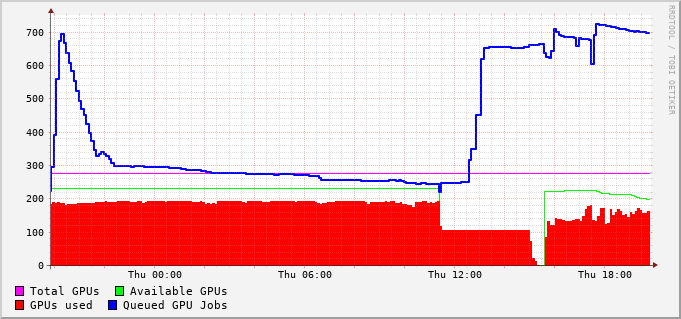 700
600
500
400
300
200
100
0
Thu 00:00 Thu 06:00 Thu 12:00 Thu 18:00
Total GPUs Available GPUs
GPUs used Queued GPU Jobs
RRDTOOL / TOBI OETIKER